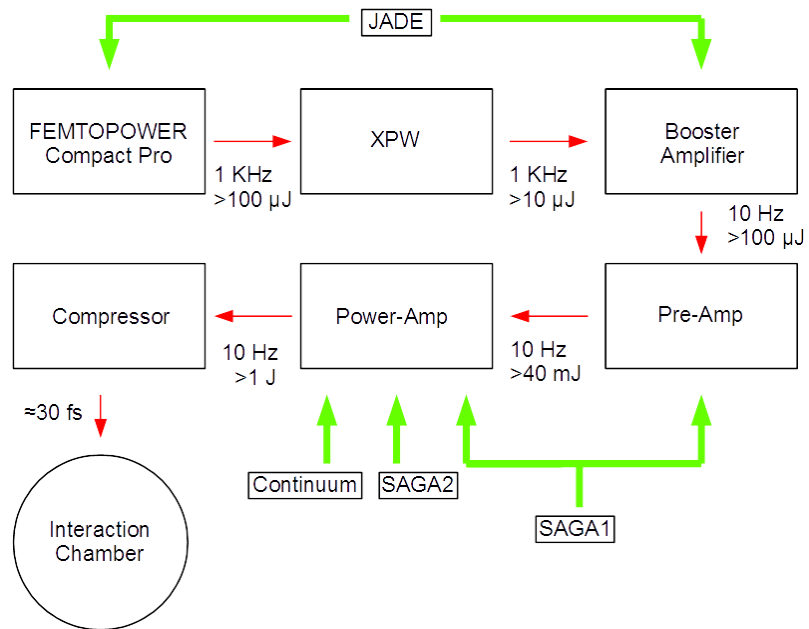 JADE
FEMTOPOWER
Compact Pro
1 KHz
>100 µJ
XPW
1 KHz
>10 µJ
Booster
Amplifier
10 Hz
>100 µJ
Compressor
10 Hz
>1 J
Power-Amp
10 Hz
>40 mJ
Pre-Amp
≈30 fs
Continuum
SAGA2
SAGA1
Interaction
Chamber